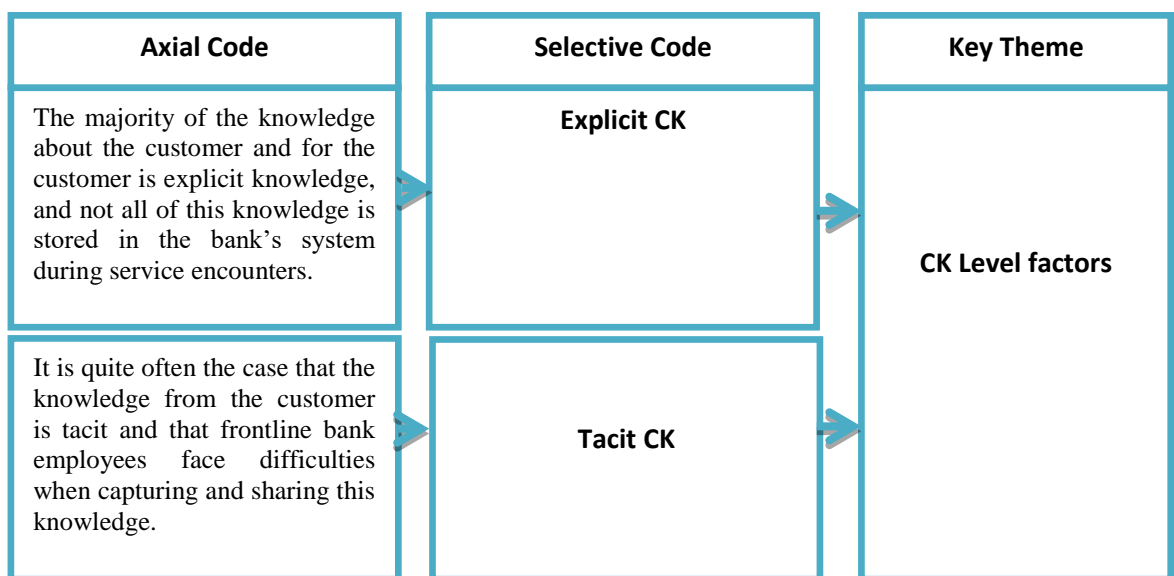 Axial Code
Selective Code
Key Theme
The majority of the knowledge
about the customer and for the
customer is explicit knowledge,
and not all of this knowledge is
stored in the bank’s system
during service encounters.
Explicit CK
CK Level factors
It is quite often the case that the
knowledge from the customer
is tacit and that frontline bank
employees face difficulties
when capturing and sharing this
knowledge.
Tacit CK